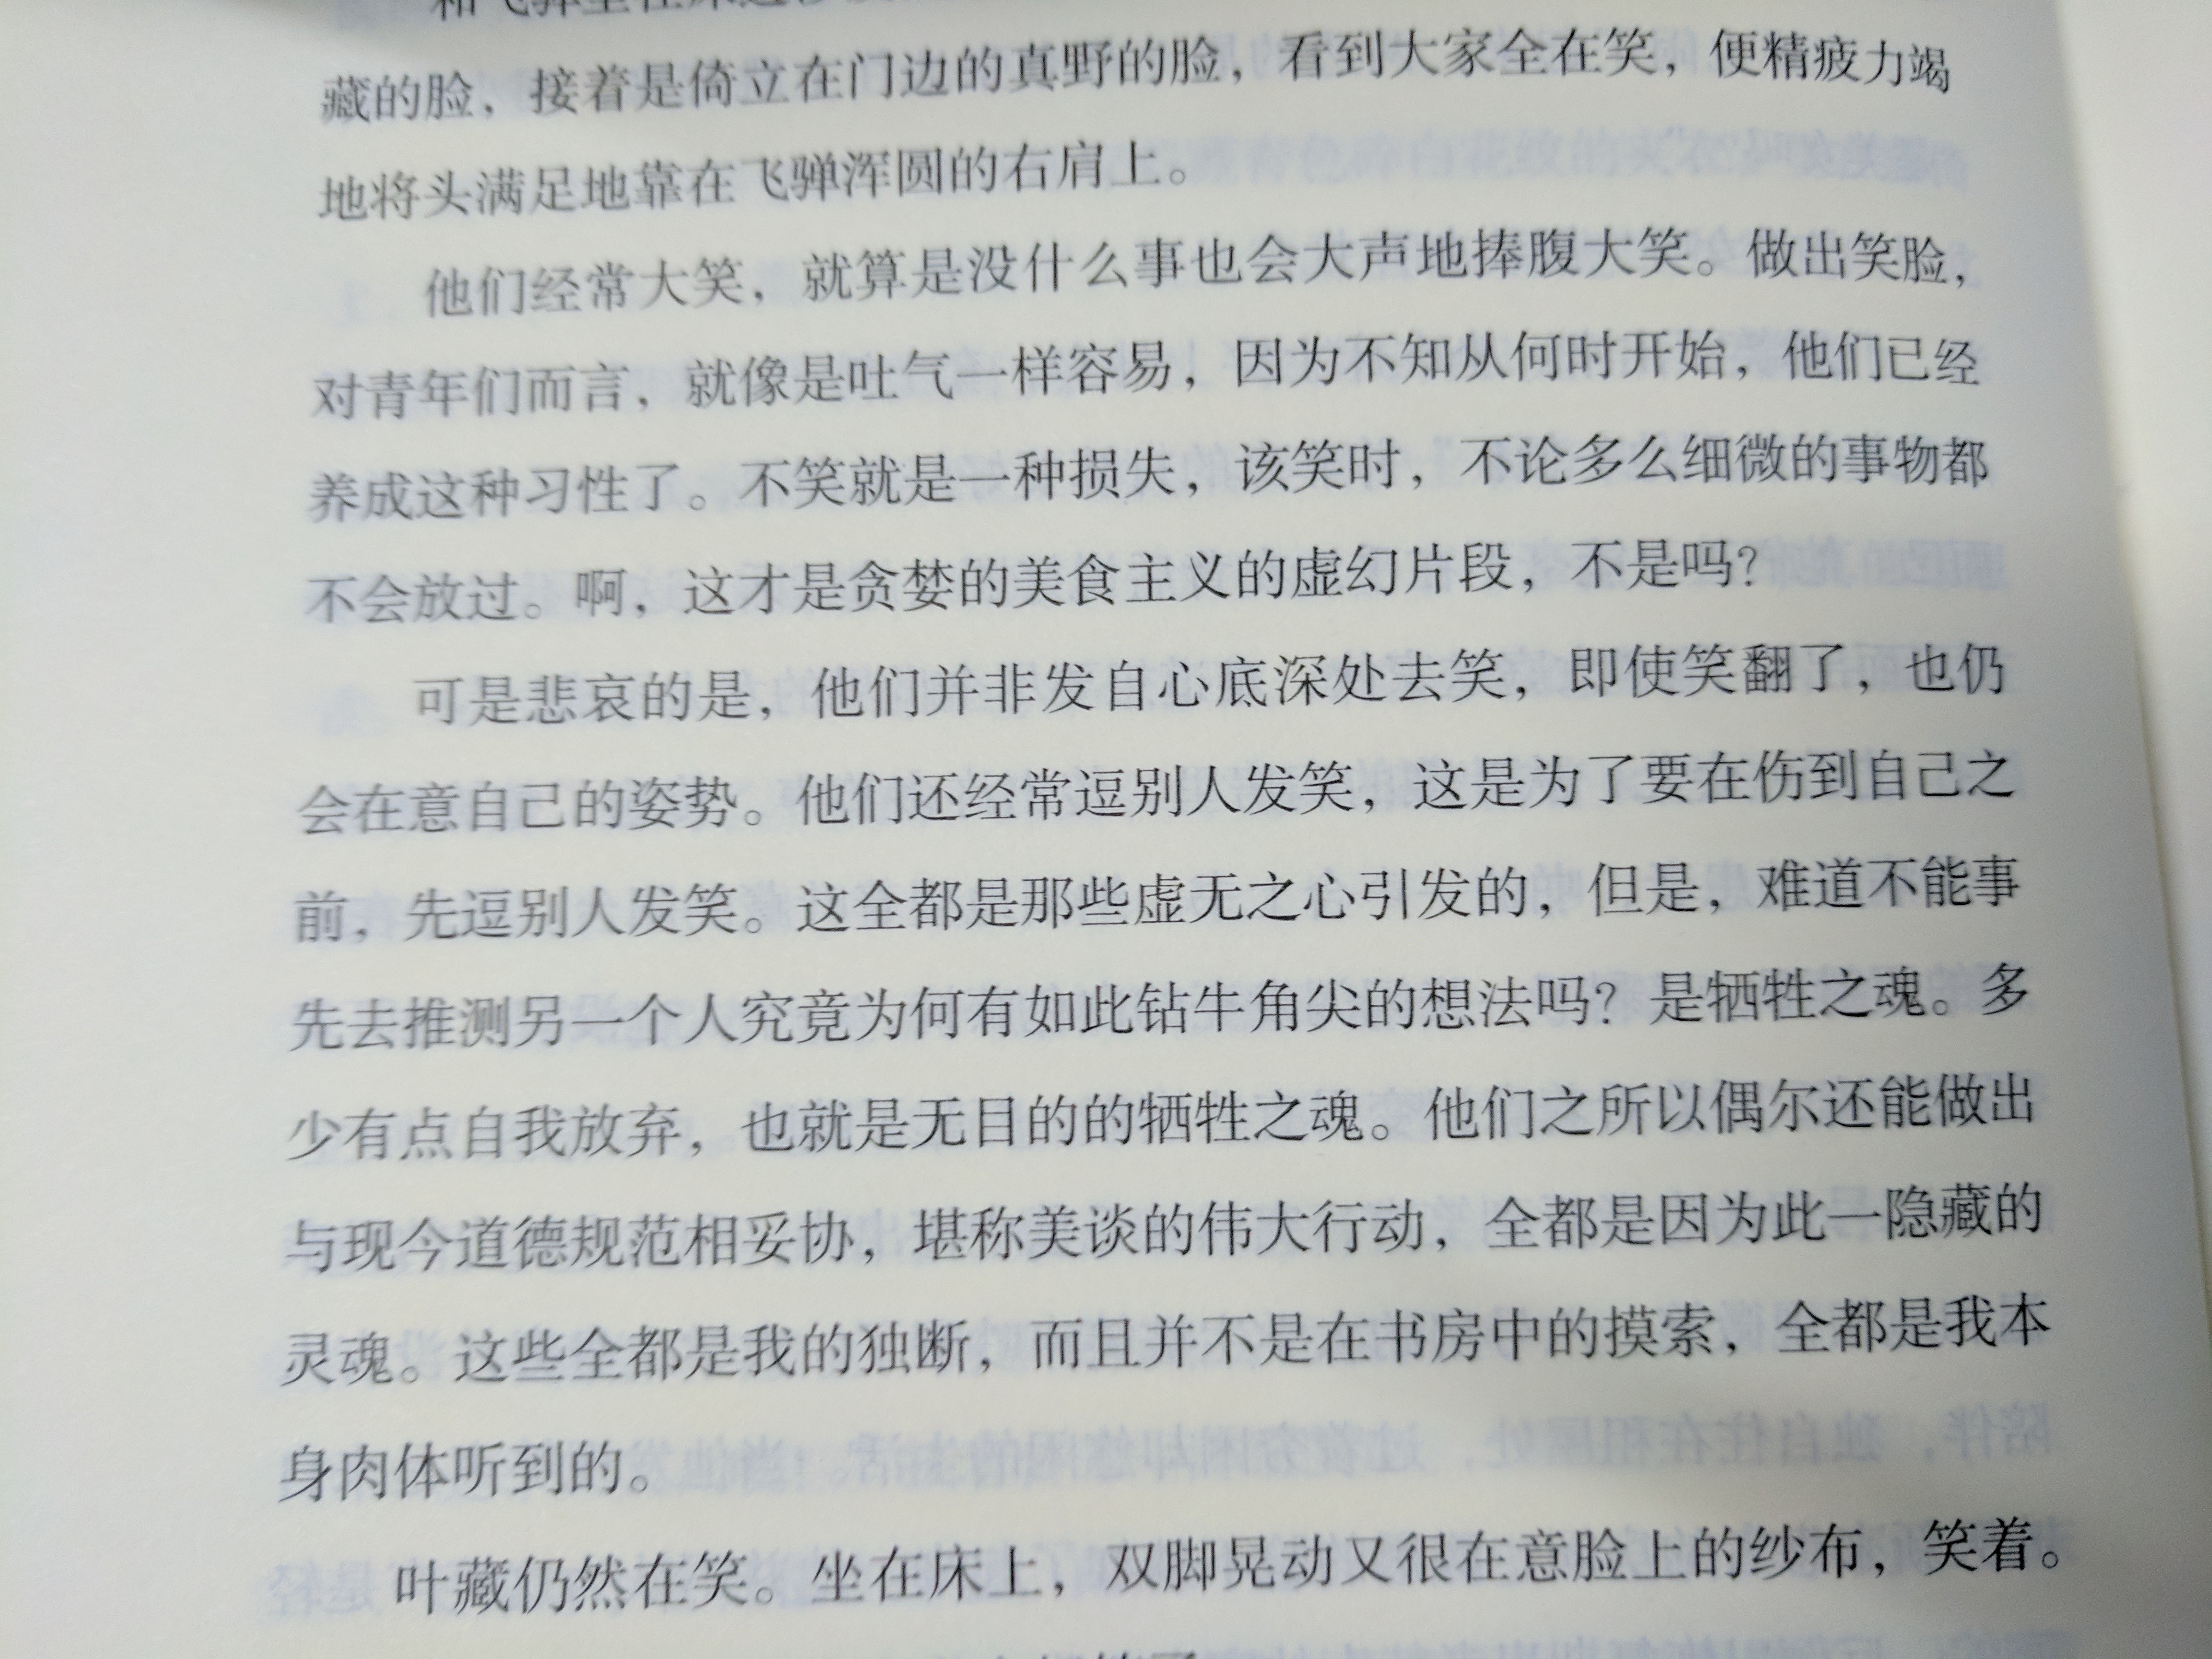 藏的脸，接着是倚立在门边的真野的脸，看到大家全在笑，便精疲力竭
地将头满足地靠在飞弹浑圆的右肩上。
他们经常大笑，就算是没什么事也会大声地捧腹大笑。做出笑脸，
对青年们而言，就像是吐气一样容易，因为不知从何时开始，他们已经
养成这种习性了。不笑就是一种损失，该笑时，不论多么细微的事物都
不会放过。啊，这才是贪婪的美食主义的虚幻片段，不是吗？
可是悲哀的是，他们并非发自心底深处去笑，即使笑翻了，也仍
会在意自己的姿势。他们还经常逗别人发笑，这是为了要在伤到自己之
前，先逗别人发笑。这全都是那些虚无之心引发的，但是，难道不能事
先去推测另一个人究竟为何有如此钻牛角尖的想法吗？是牺牲之魂。多
少有点自我放弃，也就是无目的的牺牲之魂。他们之所以偶尔还能做出
与现今道德规范相妥协，堪称美谈的伟大行动，全都是因为此一隐藏的
灵魂。这些全都是我的独断，而且并不是在书房中的摸索，全都是我本
身肉体听到的。
叶藏仍然在笑。坐在床上，双脚晃动又很在意脸上的纱布，笑着。